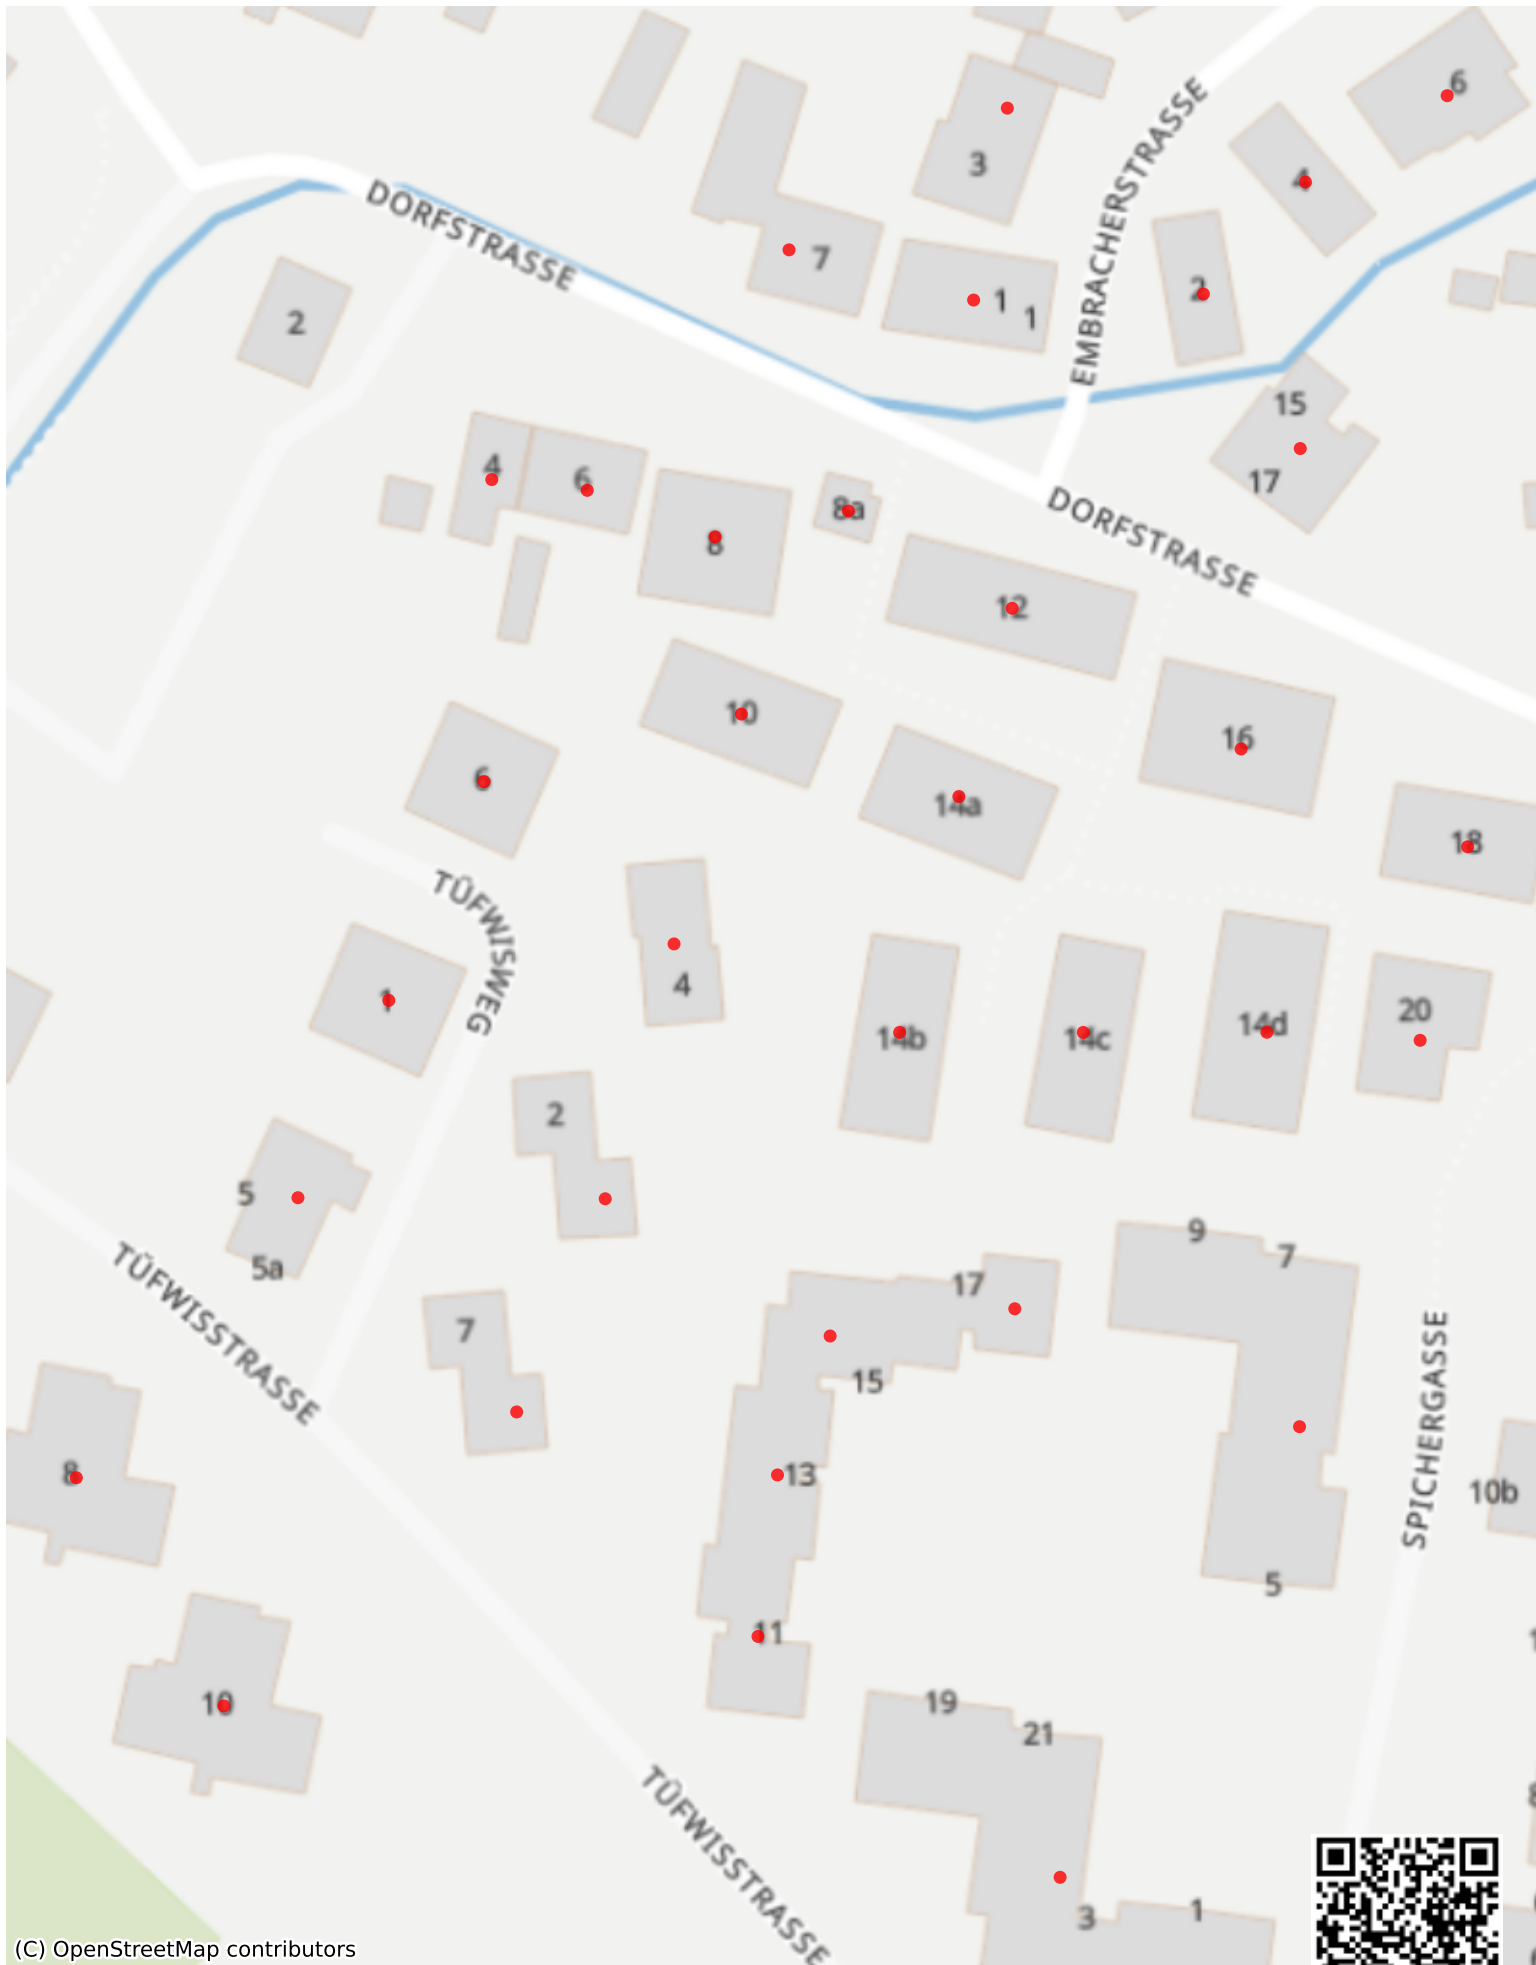 6
3
EMBRACHERSTRASSE
4
DORFSTRASSE
7
2
1
1
2
15
4
6
17
8a
DORFSTRASSE
8
12
10
16
6
14a
18
TÜFWISWEG
4
1
20
14d
14b
14c
2
5
9
7
5a
17
TÜFWISSTRASSE
7
15
SPICHERGASSE
8
13
10b
5
11
10
19
21
TÜFWISSTRASSE
3
1
(C) OpenStreetMap contributors